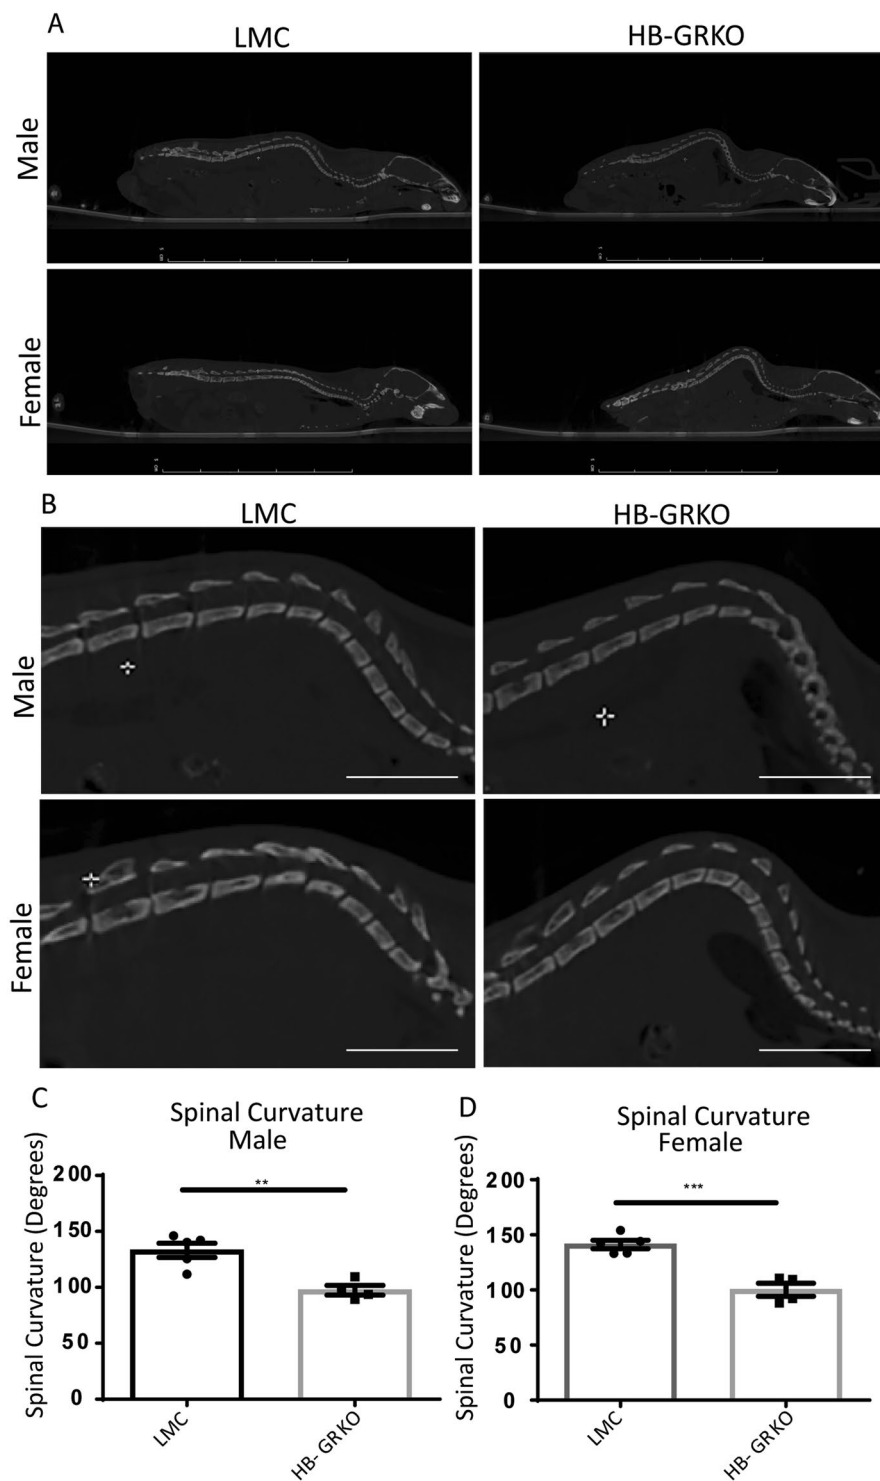 A
LMC
HB-GRKO
Male
Female
B
LMC
HB-GRKO
Male
Female
C
Spinal Curvature
Male
Spinal Curvature (Degrees)
200
150
100
50
0
**
LMC
HB- GRKO
D
Spinal Curvature
Female
Spinal Curvature (Degrees)
200
150
100
50
0
***
LMC
HB- GRKO